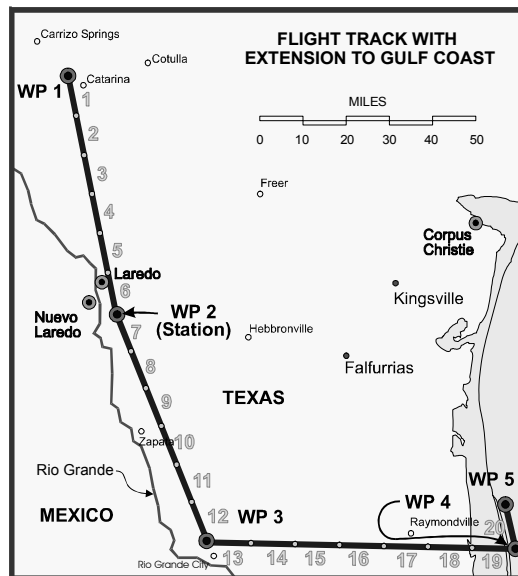 FLIGHT TRACK WITH
EXTENSION TO GULF COAST
MILES
0 10 20 30 40 50
Carrizo Springs
Cotulla
WP 1
Catarina
1
2
3
4
5
6
7
8
9
10
11
12
13 14 15 16 17 18 19
20
Freer
Corpus
Christie
Laredo
Nuevo
Laredo
WP 2
(Station)
Kingsville
Hebbronville
Falfurrias
TEXAS
Zapata
Rio Grande
MEXICO
WP 3
WP 4
WP 5
Raymondville
Rio Grande City